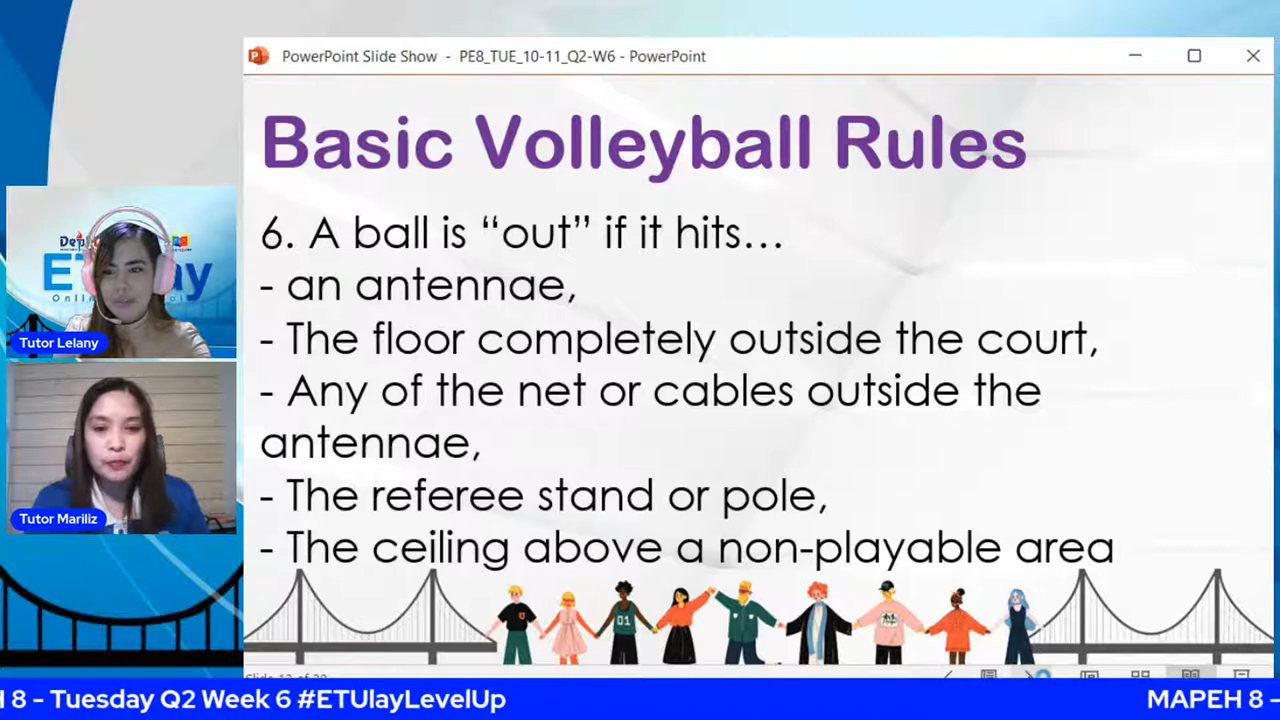 PowerPoint Slide Show - PE8_TUE_10-11_Q2-W6 - PowerPoint
Basic Volleyball Rules
6. A ball is “out” if it hits…
- an antennae,
- The floor completely outside the court,
- Any of the net or cables outside the
antennae,
- The referee stand or pole,
- The ceiling above a non-playable area
Tutor Lelany
Tutor Mariliz
01
H 8 - Tuesday Q2 Week 6 #ETUlayLevelUp
MAPEH 8 -